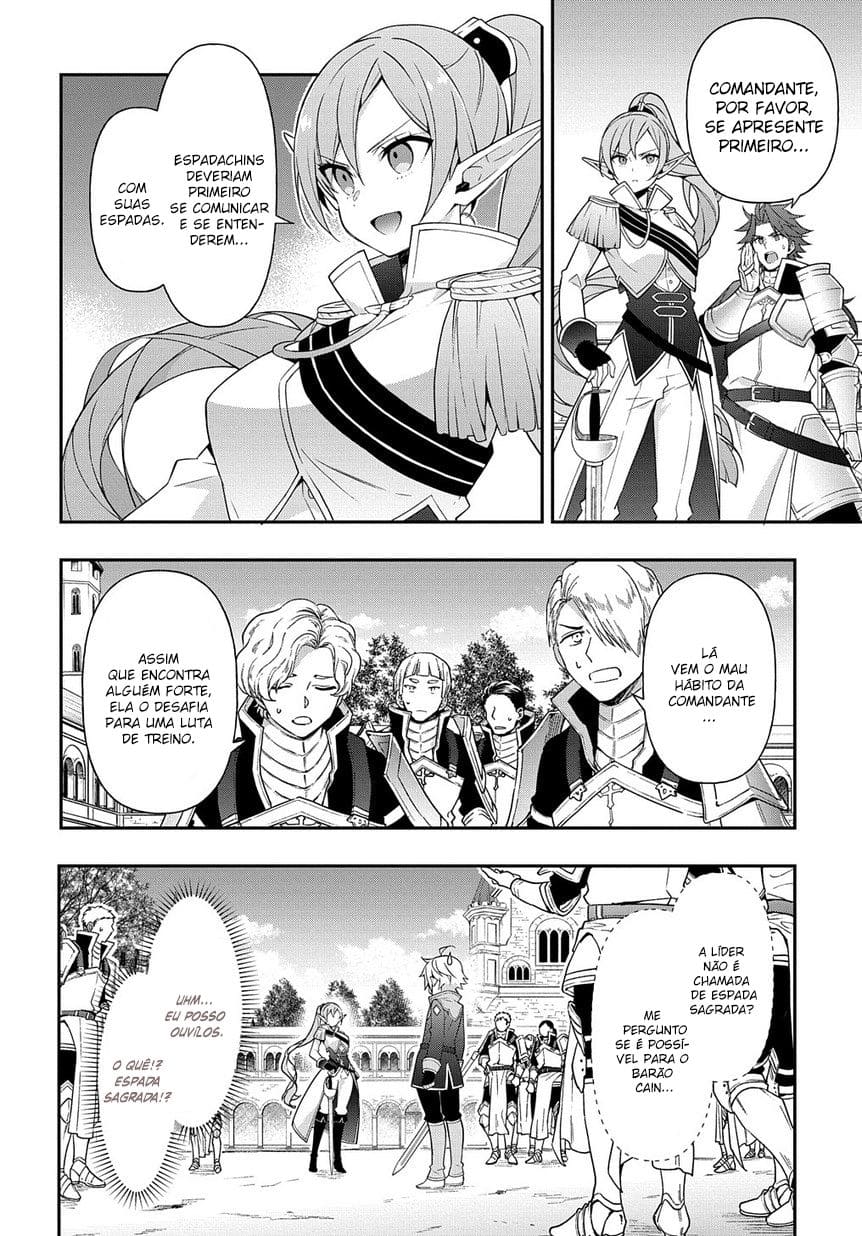 COMANDANTE,
POR FAVOR,
SE APRESENTE
PRIMEIRO...
ESPADACHINS
DEVERIAM
PRIMEIRO
SE COMUNICAR
E SE ENTEN-
DEREM...
COM
SUAS
ESPADAS.
LÁ
VEM O MAU
HÁBITO DA
COMANDANTE
...
ASSIM
QUE ENCONTRA
ALGUÉM FORTE,
ELA O DESAFIA
PARA UMA LUTA
DE TREINO.
A LÍDER
NÃO É
CHAMADA
DE ESPADA
SAGRADA?
ME
PERGUNTO
SE É POSSÍ-
VEL PARA O
BARÃO
CAIN...
UHM...
EU POSSO
OUVÍLOS.
O QUÊ!?
ESPADA
SAGRADA!?